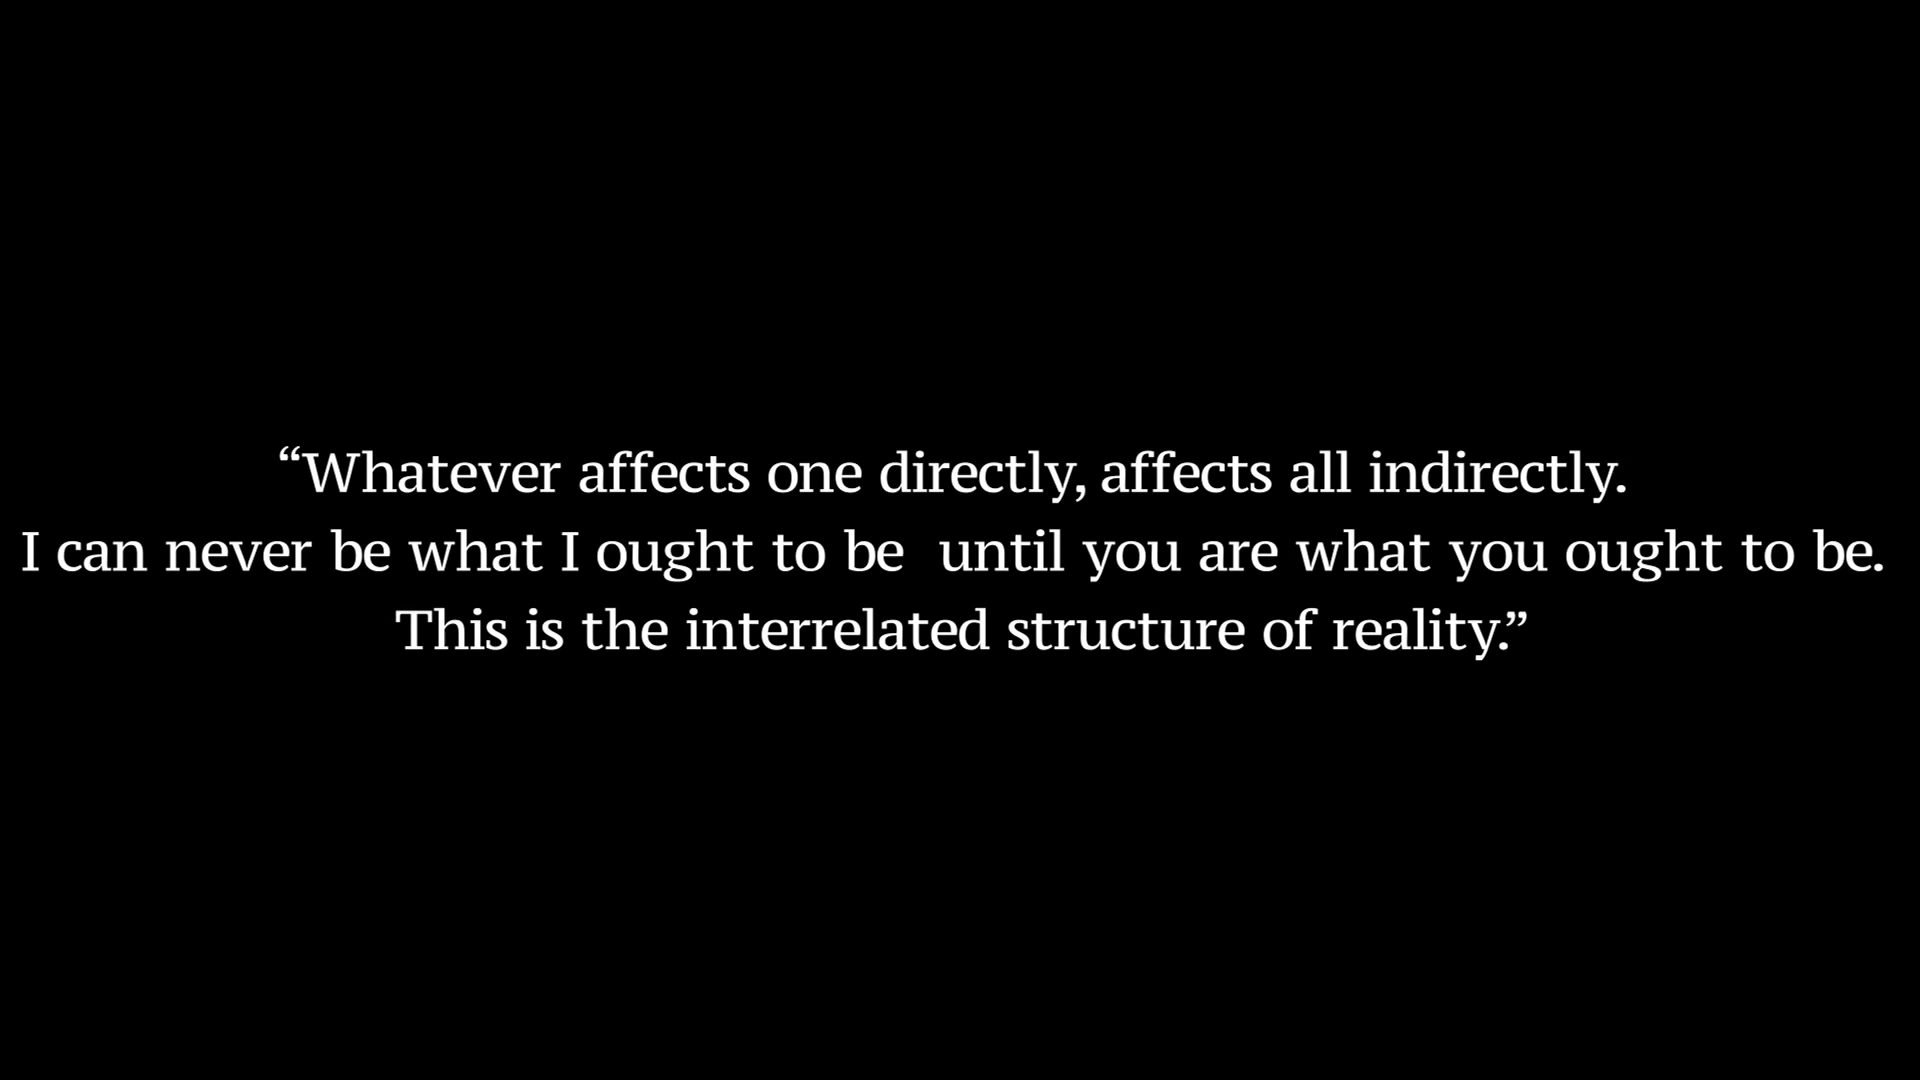 “Whatever affects one directly, affects all indirectly.
I can never be what I ought to be  until you are what you ought to be.
This is the interrelated structure of reality.”